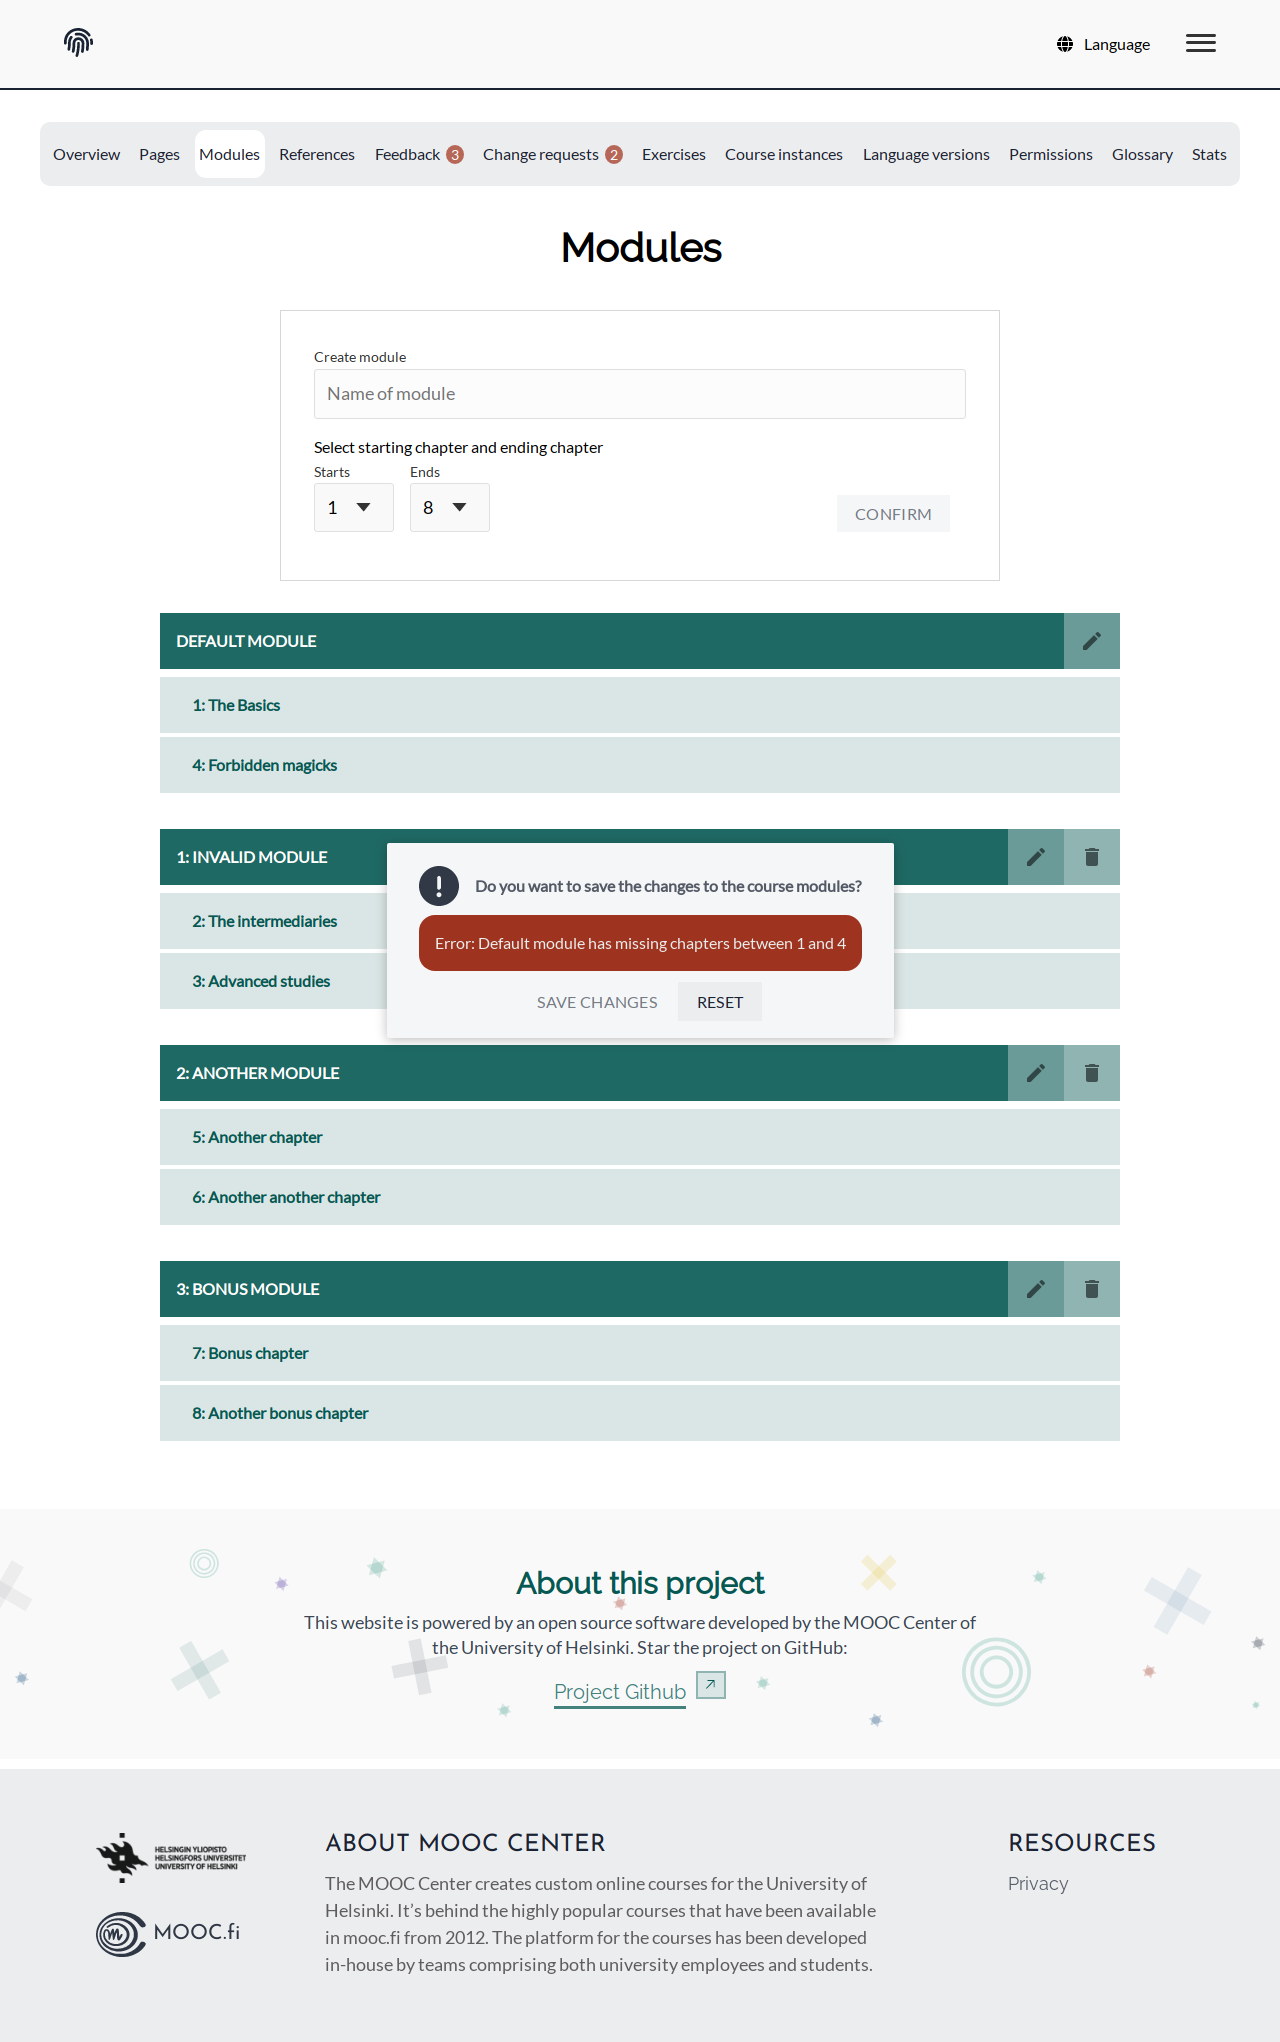 Language
Overview Pages Modules References Feedback 3 Change requests 2 Exercises Course instances Language versions Permissions Glossary Stats
Modules
Create module
Name of module
Select starting chapter and ending chapter
Starts Ends
1 8
CONFIRM
DEFAULT MODULE
1: The Basics
4: Forbidden magicks
1: INVALID MODULE
2: The intermediaries
3: Advanced studies
Do you want to save the changes to the course modules?
Error: Default module has missing chapters between 1 and 4
SAVE CHANGES RESET
2: ANOTHER MODULE
5: Another chapter
6: Another another chapter
3: BONUS MODULE
7: Bonus chapter
8: Another bonus chapter
About this project
This website is powered by an open source software developed by the MOOC Center of
the University of Helsinki. Star the project on GitHub:
Project Github
HELSINGIN YLIOPISTO
HELSINGFORS UNIVERSITET
UNIVERSITY OF HELSINKI
MOOC.fi
ABOUT MOOC CENTER
The MOOC Center creates custom online courses for the University of
Helsinki. It’s behind the highly popular courses that have been available
in mooc.fi from 2012. The platform for the courses has been developed
in-house by teams comprising both university employees and students.
RESOURCES
Privacy